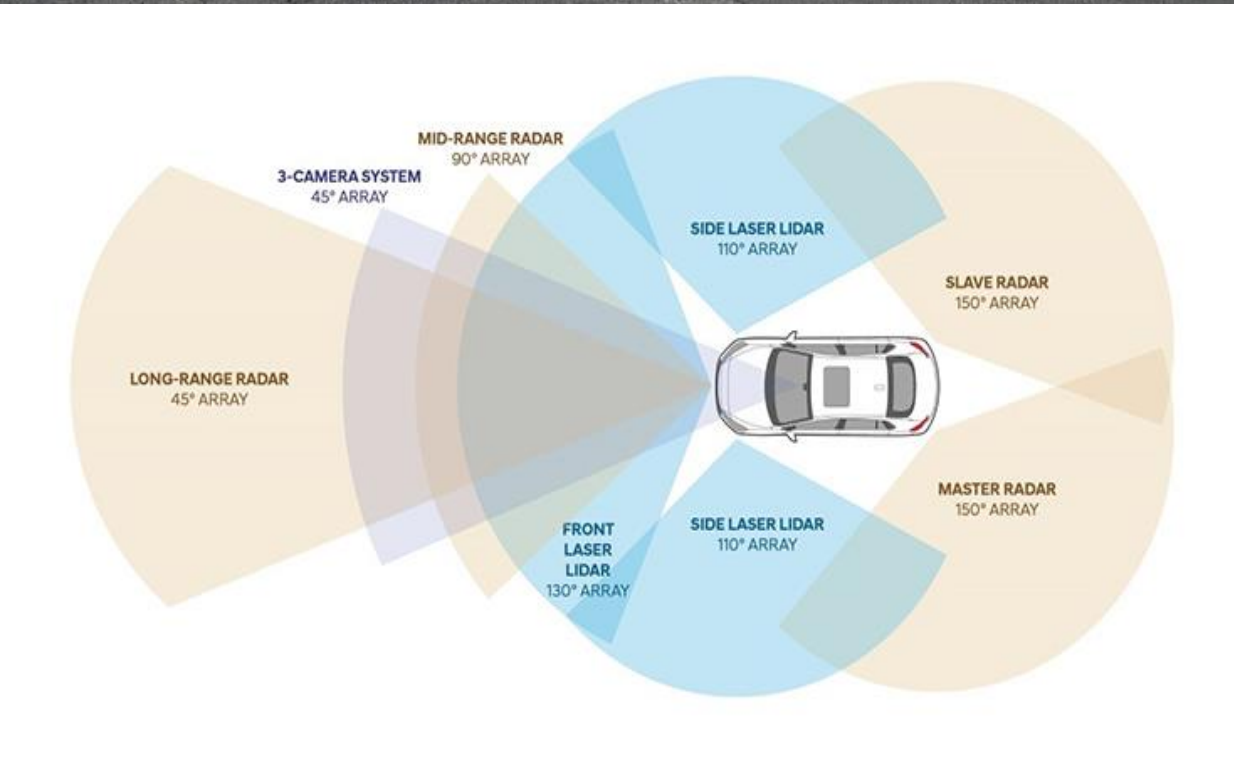 MID-RANGE RADAR
90° ARRAY
3-CAMERA SYSTEM
45° ARRAY
SIDE LASER LIDAR
110° ARRAY
SLAVE RADAR
150° ARRAY
LONG-RANGE RADAR
45° ARRAY
MASTER RADAR
150° ARRAY
FRONT
LASER
LIDAR
130° ARRAY
SIDE LASER LIDAR
110° ARRAY